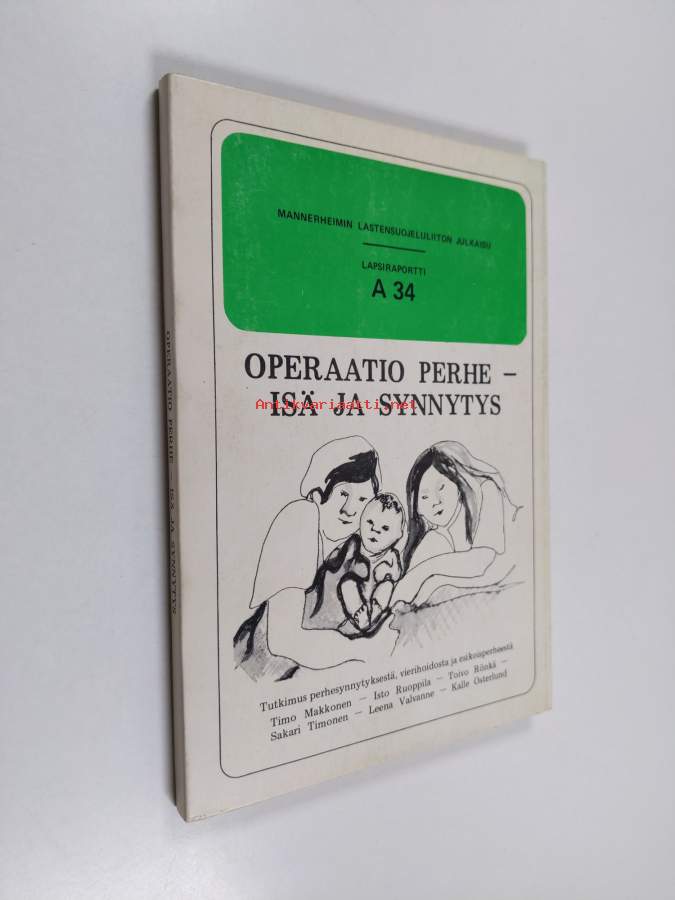 MANNERHEIMIN LASTENSUOJELULIITON JULKAISU
LAPSIRAPORTTI
A 34
OPERAATIO PERHE –
ISÄ JA SYNNYTYS
Antikvariaatti.net
Tutkimus perhesynnytyksestä, vierihoidosta ja esikoisperheestä
Timo Makkonen – Isto Ruoppila – Toivo Rönkä –
Sakari Timonen – Leena Valvanne – Kalle Österlund
OPERAATIO PERHE – ISÄ JA SYNNYTYS